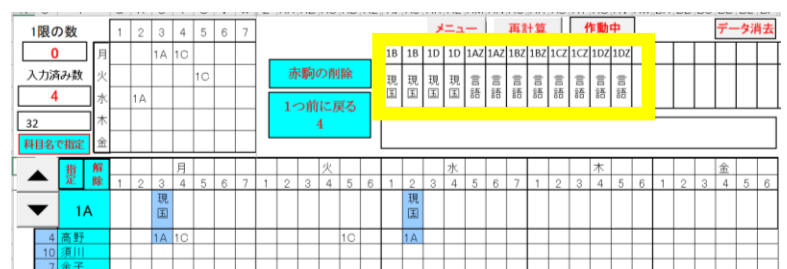 メニュー 再計算 作動中 データ消去
1限の数 1 2 3 4 5 6 7
0 月 1A 1C
入力済み数 火 1C
4 水 1A
32 木
科目名で指定 金
赤駒の削除
1つ前に戻る
4
1B 1B 1D 1D 1AZ 1AZ 1BZ 1BZ 1CZ 1CZ 1DZ 1DZ
現国 現国 現国 現国 言語 言語 言語 言語 言語 言語 言語 言語
▲ 指定 解除 月 火 水 木 金
1 2 3 4 5 6 7 1 2 3 4 5 6 1 2 3 4 5 6 7 1 2 3 4 5 6 1 2 3 4 5 6
▼ 1A 現国 現国
4 高野 1A 1C 1C 1A
10 須川
7 金子